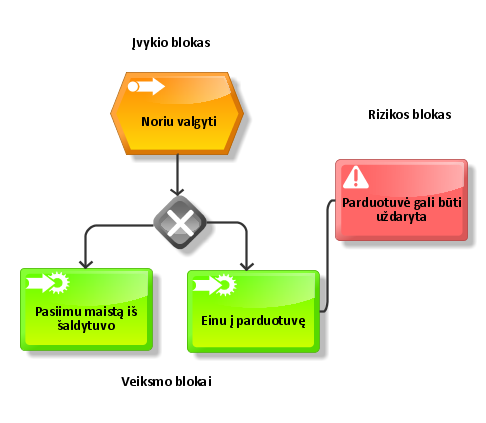 Įvykio blokas
Noriu valgyti
Rizikos blokas
Parduotuvė gali būti
uždaryta
Pasiimu maistą iš
šaldytuvo
Einu į parduotuvę
Veiksmo blokai